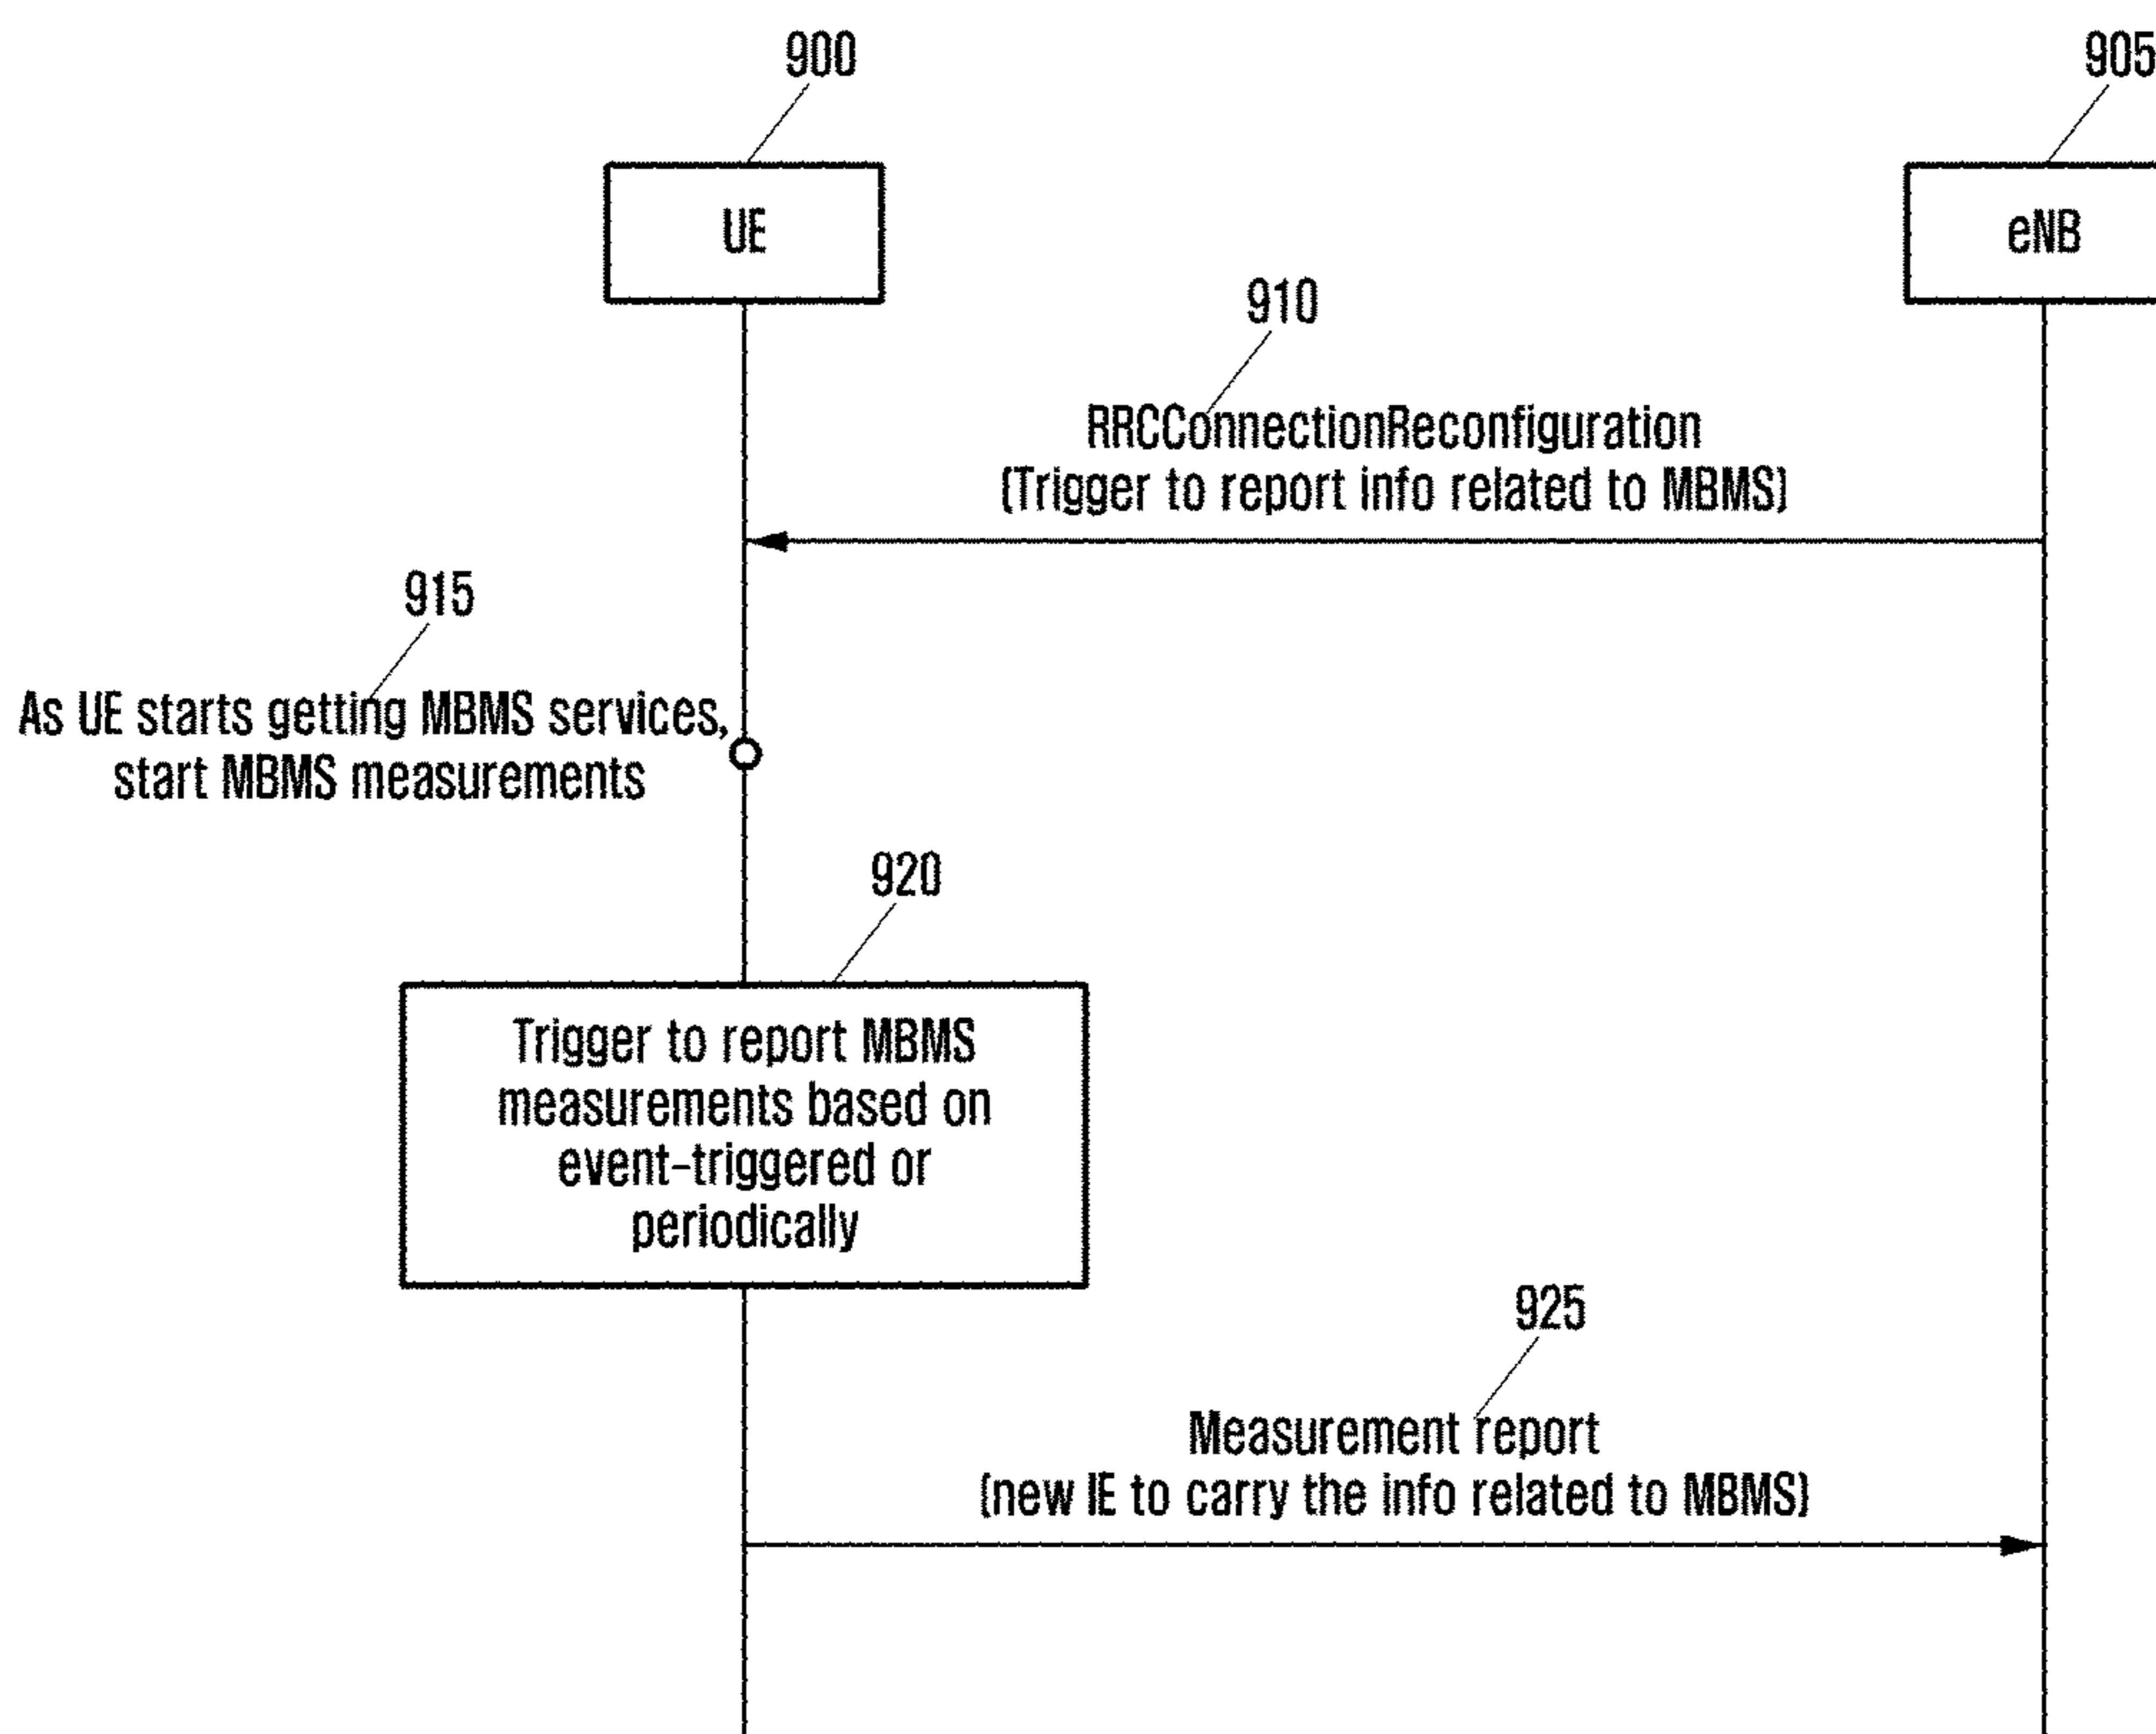 900
905
UE
eNB
910
RRCConnectionReconfiguration
(Trigger to report info related to MBMS)
915
As UE starts getting MBMS services,
start MBMS measurements
920
Trigger to report MBMS
measurements based on
event-triggered or
periodically
925
Measurement report
(new IE to carry the info related to MBMS)